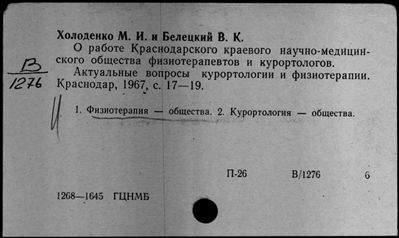 Холоденко М. И. и Белецкий В. К.
О работе Краснодарского краевого научно-медицин-
ского общества физиотерапевтов и курортологов.
Актуальные вопросы курортологии и физиотерапии.
Краснодар, 1967, с. 17—19.
В
1276
1. Физиотерапия — общества. 2. Курортология — общества.
П-26 В/1276 6
1268—1645 ГЦНМБ